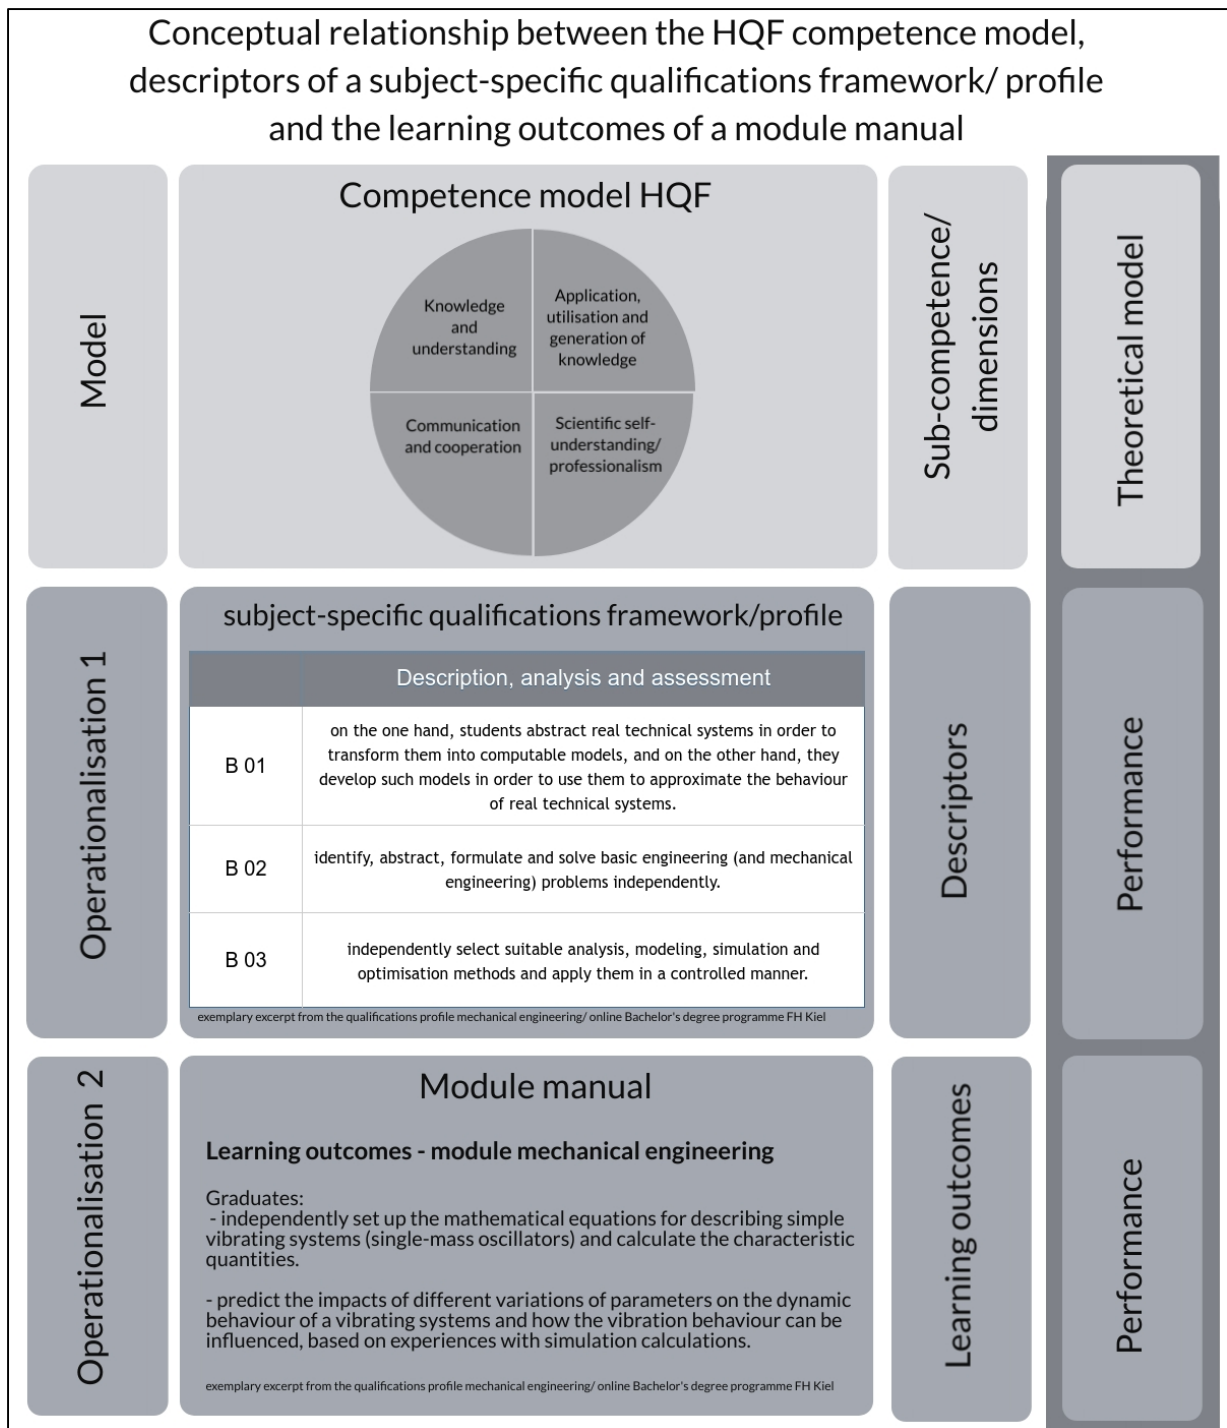 Conceptual relationship between the HQF competence model,
descriptors of a subject-specific qualifications framework/ profile
and the learning outcomes of a module manual
Model
Competence model HQF
Knowledge
and
understanding
Application,
utilisation and
generation of
knowledge
Communication
and cooperation
Scientific self-
understanding/
professionalism
Sub-competence/
dimensions
Theoretical model
Operationalisation 1
subject-specific qualifications framework/profile
Description, analysis and assessment
B 01
on the one hand, students abstract real technical systems in order to
transform them into computable models, and on the other hand, they
develop such models in order to use them to approximate the behaviour
of real technical systems.
B 02
identify, abstract, formulate and solve basic engineering (and mechanical
engineering) problems independently.
B 03
independently select suitable analysis, modeling, simulation and
optimisation methods and apply them in a controlled manner.
exemplary excerpt from the qualifications profile mechanical engineering/ online Bachelor's degree programme FH Kiel
Descriptors
Performance
Operationalisation 2
Module manual
Learning outcomes - module mechanical engineering
Graduates:
- independently set up the mathematical equations for describing simple
vibrating systems (single-mass oscillators) and calculate the characteristic
quantities.
- predict the impacts of different variations of parameters on the dynamic
behaviour of a vibrating systems and how the vibration behaviour can be
influenced, based on experiences with simulation calculations.
exemplary excerpt from the qualifications profile mechanical engineering/ online Bachelor's degree programme FH Kiel
Learning outcomes
Performance